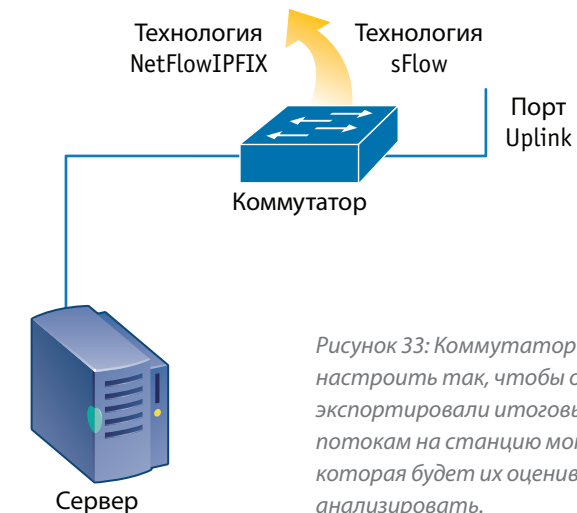 Технология
NetFlowIPFIX
Технология
sFlow
Порт
Uplink
Коммутатор
Сервер
Рисунок 33: Коммутатор
настроить так, чтобы
экспортировали
потокам на станцию
которая будет их
анализировать.